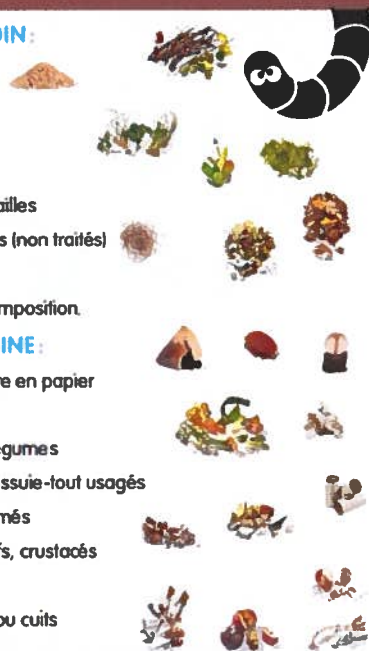 DIN :
ailles
s (non traités)
mposition.
INE :
e en papier
égumes
ssuie-tout usagés
més
fs, crustacés
ou cuits